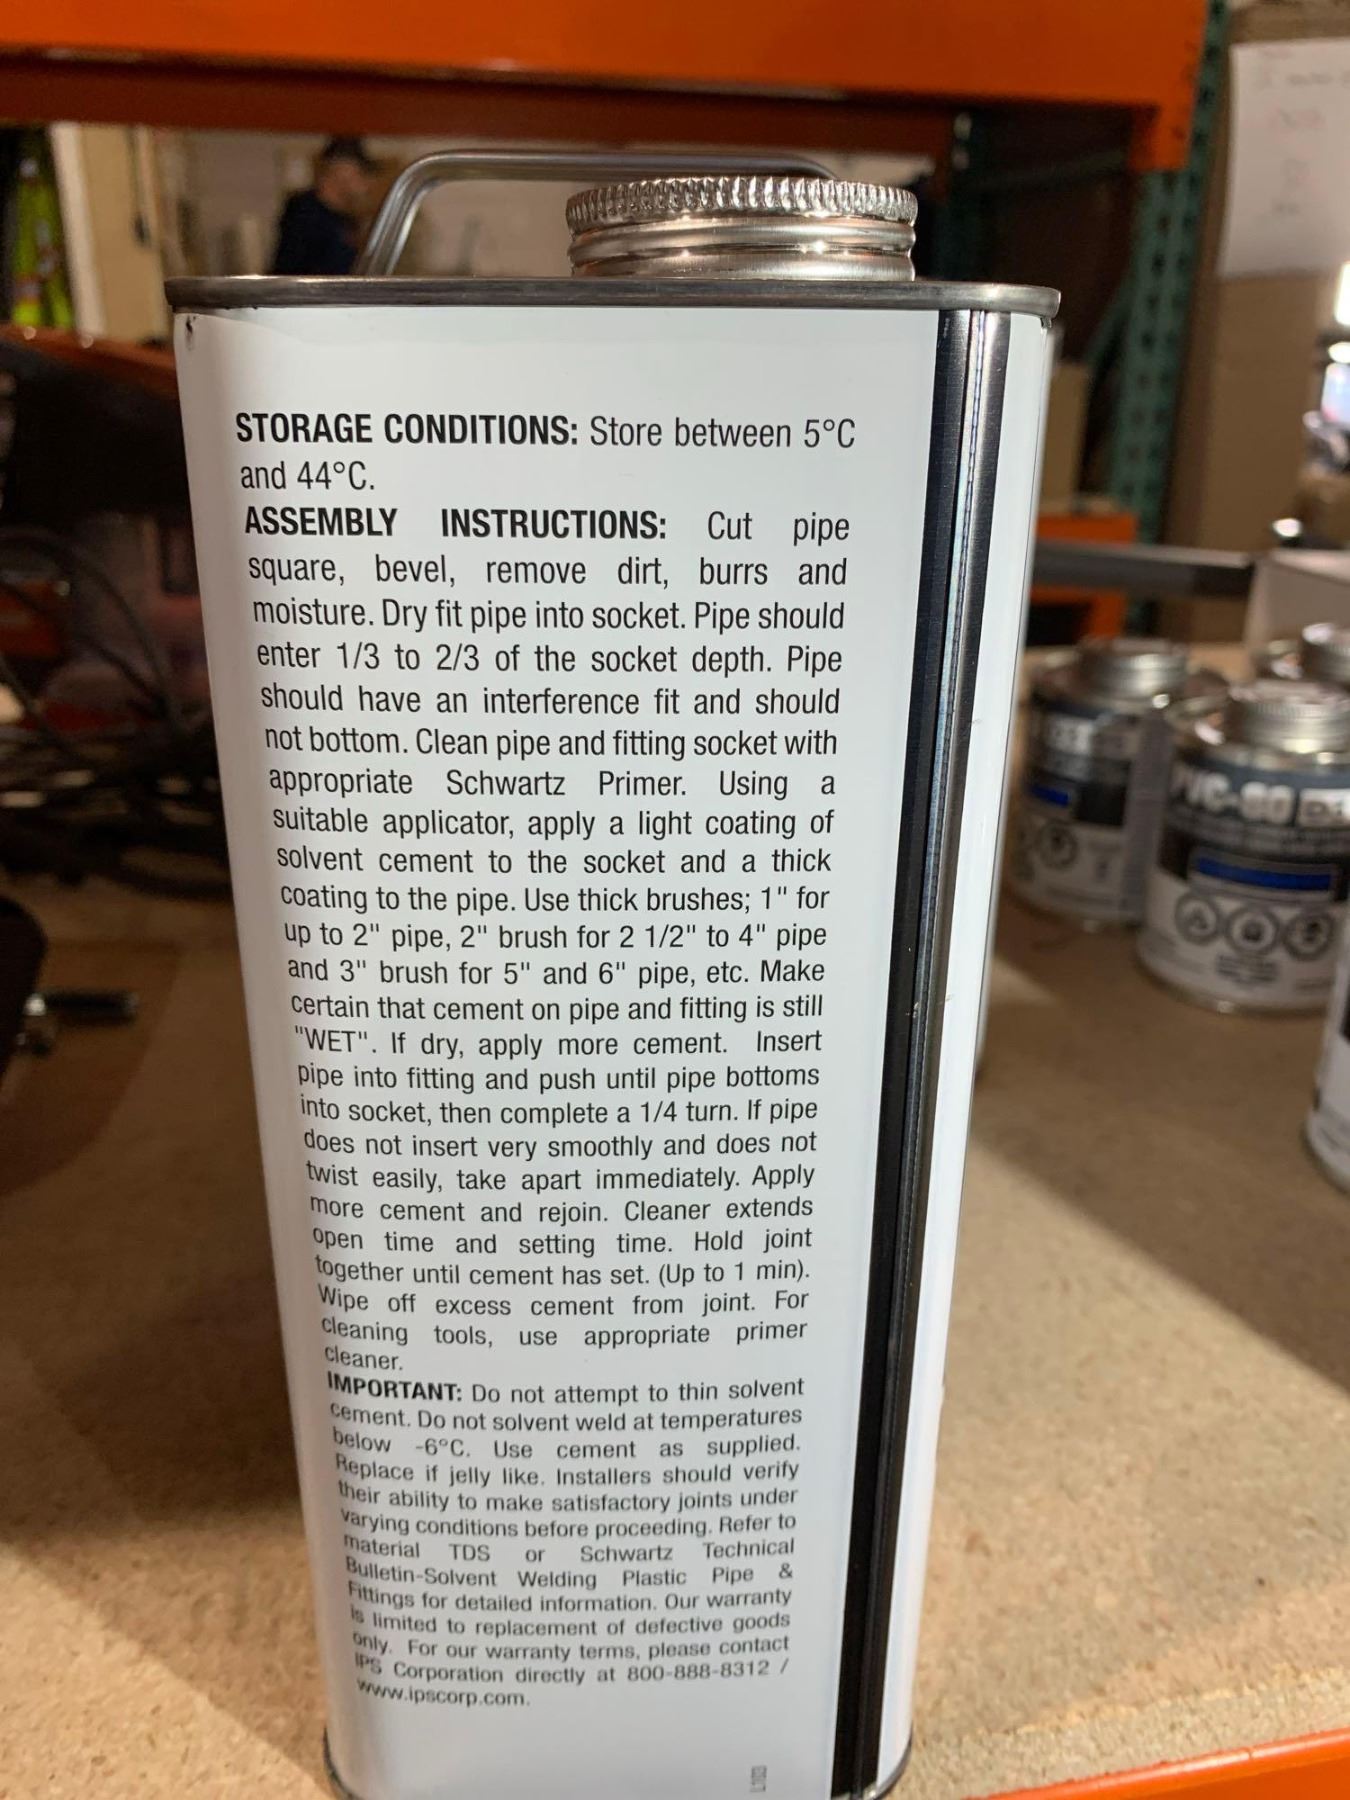 STORAGE CONDITIONS: Store between 5°C
and 44°C.
ASSEMBLY INSTRUCTIONS: Cut pipe
square, bevel, remove dirt, burrs and
moisture. Dry fit pipe into socket. Pipe should
enter 1/3 to 2/3 of the socket depth. Pipe
should have an interference fit and should
not bottom. Clean pipe and fitting socket with
appropriate Schwartz Primer. Using a
suitable applicator, apply a light coating of
solvent cement to the socket and a thick
coating to the pipe. Use thick brushes; 1" for
up to 2" pipe, 2" brush for 2 1/2" to 4" pipe
and 3" brush for 5" and 6" pipe, etc. Make
certain that cement on pipe and fitting is still
"WET". If dry, apply more cement. Insert
pipe into fitting and push until pipe bottoms
into socket, then complete a 1/4 turn. If pipe
does not insert very smoothly and does not
twist easily, take apart immediately. Apply
more cement and rejoin. Cleaner extends
open time and setting time. Hold joint
together until cement has set. (Up to 1 min).
Wipe off excess cement from joint. For
cleaning tools, use appropriate primer
cleaner.
IMPORTANT: Do not attempt to thin solvent
cement. Do not solvent weld at temperatures
below -6°C. Use cement as supplied.
Replace if jelly like. Installers should verify
their ability to make satisfactory joints under
varying conditions before proceeding. Refer to
material TDS or Schwartz Technical
Bulletin-Solvent Welding Plastic Pipe &
Fittings for detailed information. Our warranty
is limited to replacement of defective goods
only. For our warranty terms, please contact
IPS Corporation directly at 800-888-8312 /
www.ipscorp.com.
L103